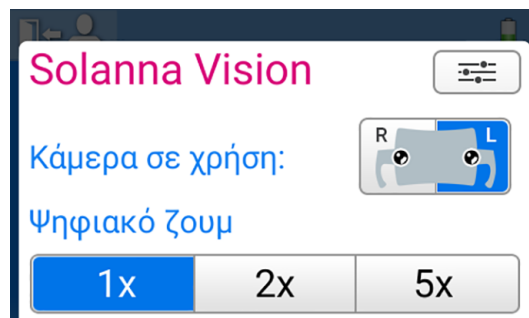 Solanna Vision
Κάμερα σε χρήση:
R L
Ψηφιακό ζουμ
1x 2x 5x